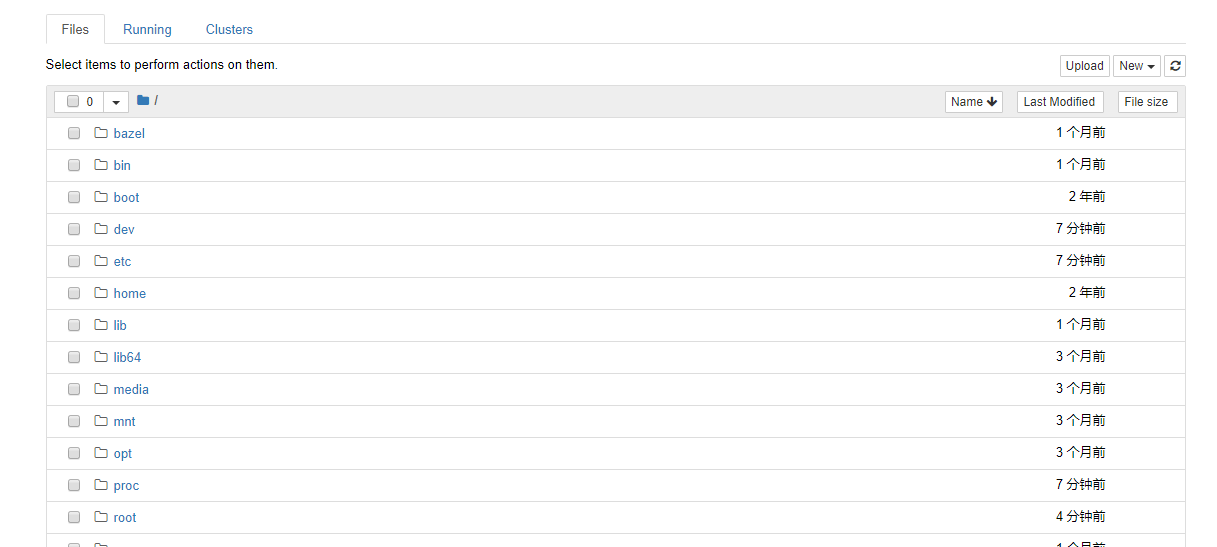 Files Running Clusters
Select items to perform actions on them.
Upload New
0 / Name Last Modified File size
bazel 1 个月前
bin 1 个月前
boot 2 年前
dev 7 分钟前
etc 7 分钟前
home 2 年前
lib 1 个月前
lib64 3 个月前
media 3 个月前
mnt 3 个月前
opt 3 个月前
proc 7 分钟前
root 4 分钟前
1 个月前